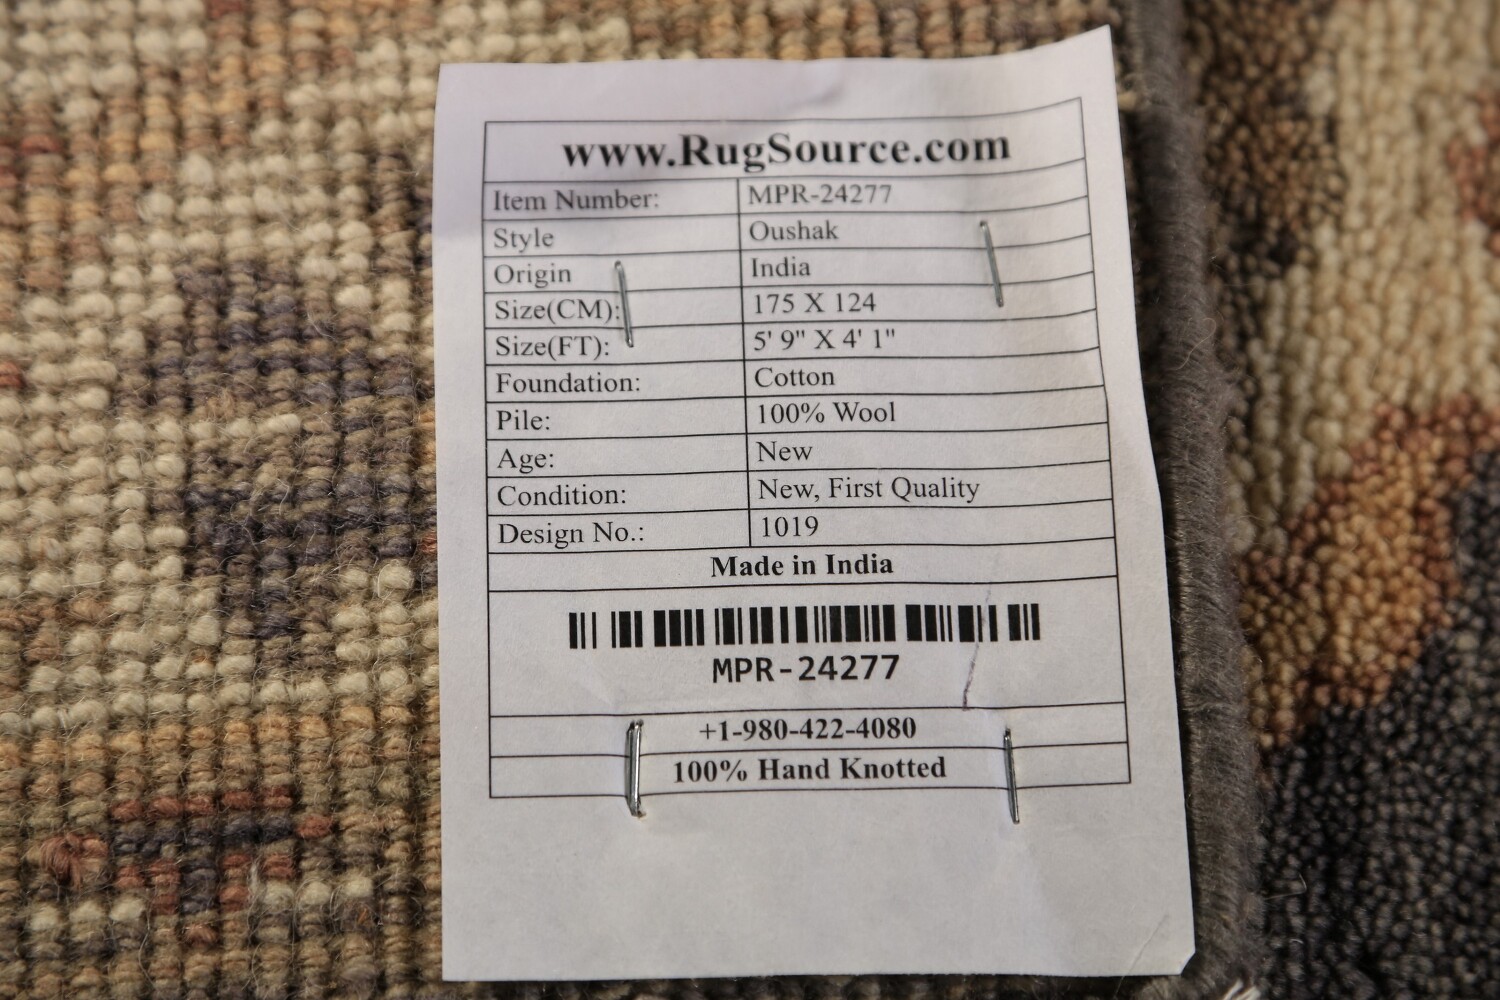 www.RugSource.com
Item Number: MPR-24277
Style Oushak
Origin India
Size(CM): 175 X 124
Size(FT): 5' 9" X 4' 1"
Foundation: Cotton
Pile: 100% Wool
Age: New
Condition: New, First Quality
Design No.: 1019
Made in India
MPR-24277
+1-980-422-4080
100% Hand Knotted